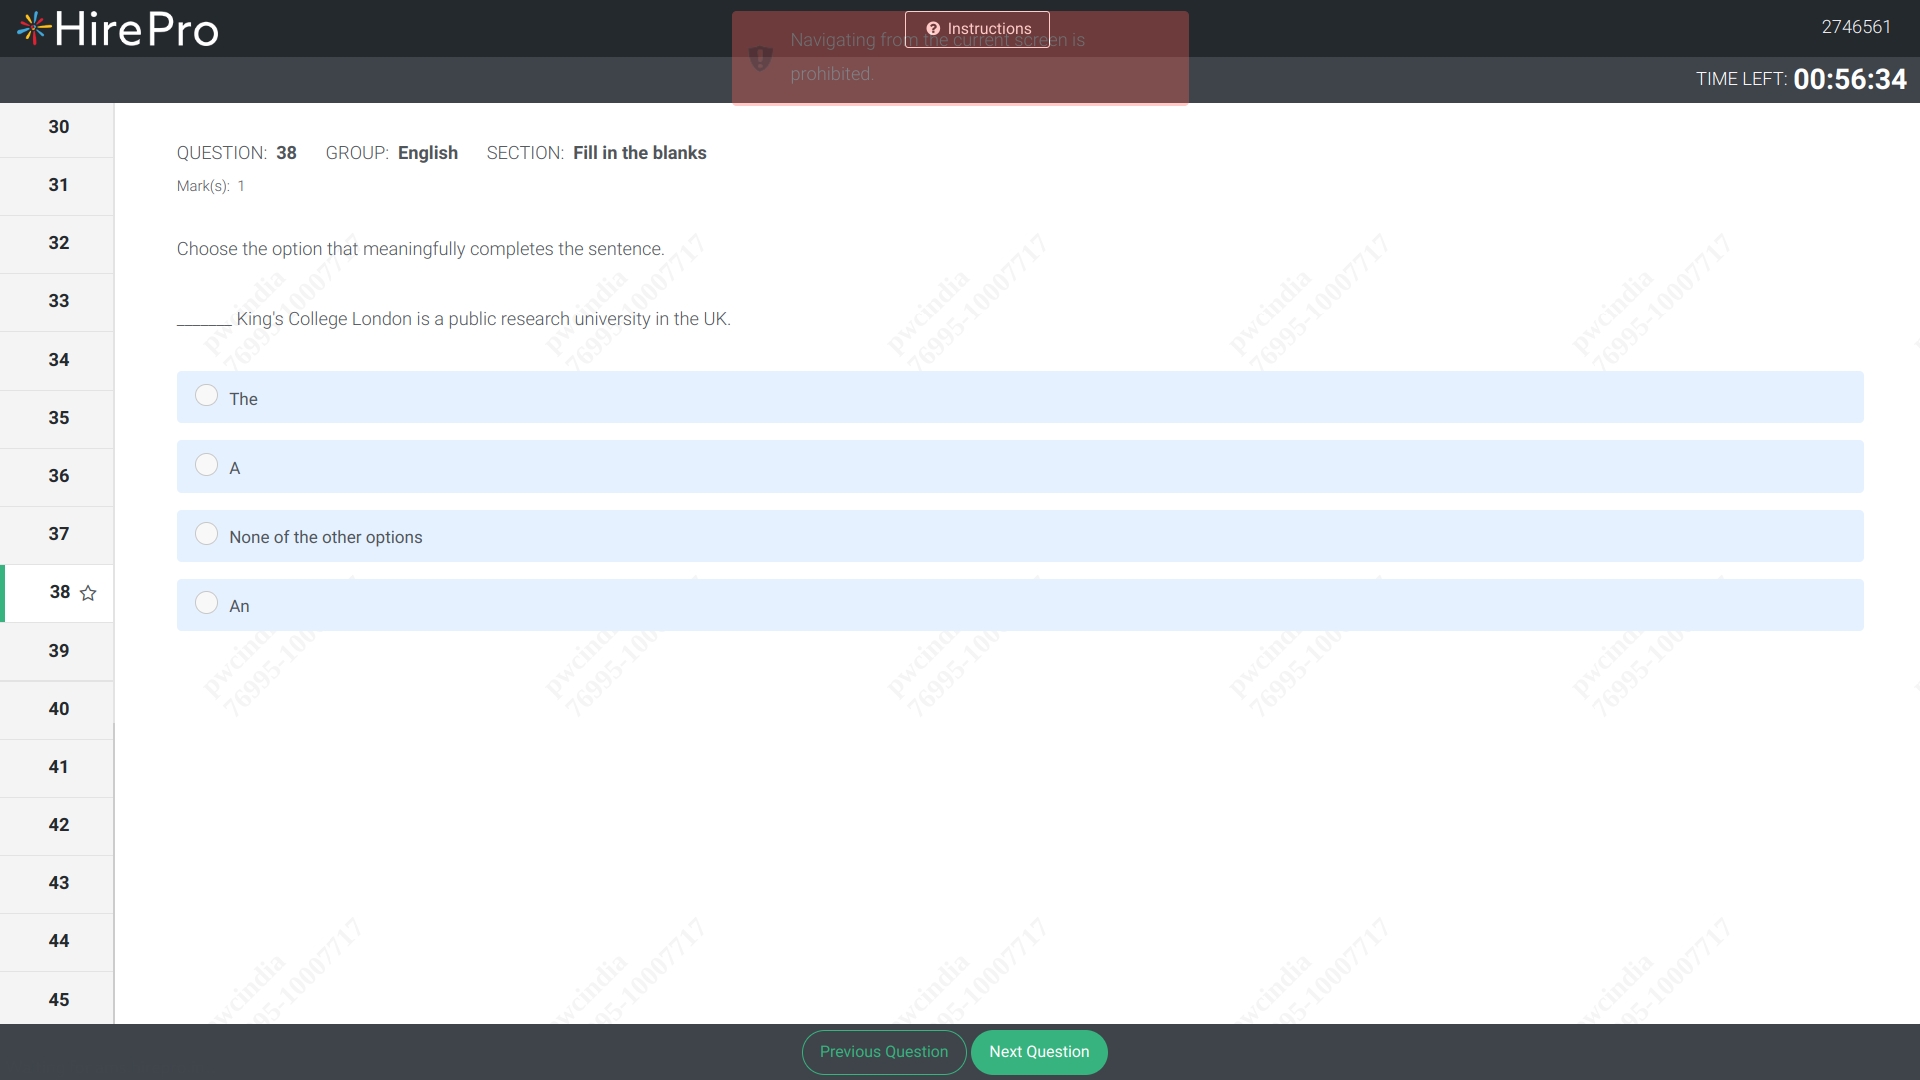 HirePro
Instructions
2746561
Navigating from the current screen is
prohibited.
TIME LEFT: 00:56:34
30
31
32
33
34
35
36
37
38
39
40
41
42
43
44
45
QUESTION: 38 GROUP: English SECTION: Fill in the blanks
Mark(s): 1
Choose the option that meaningfully completes the sentence.
______ King's College London is a public research university in the UK.
The
A
None of the other options
An
pwcindia
76995-10007717
Previous Question
Next Question